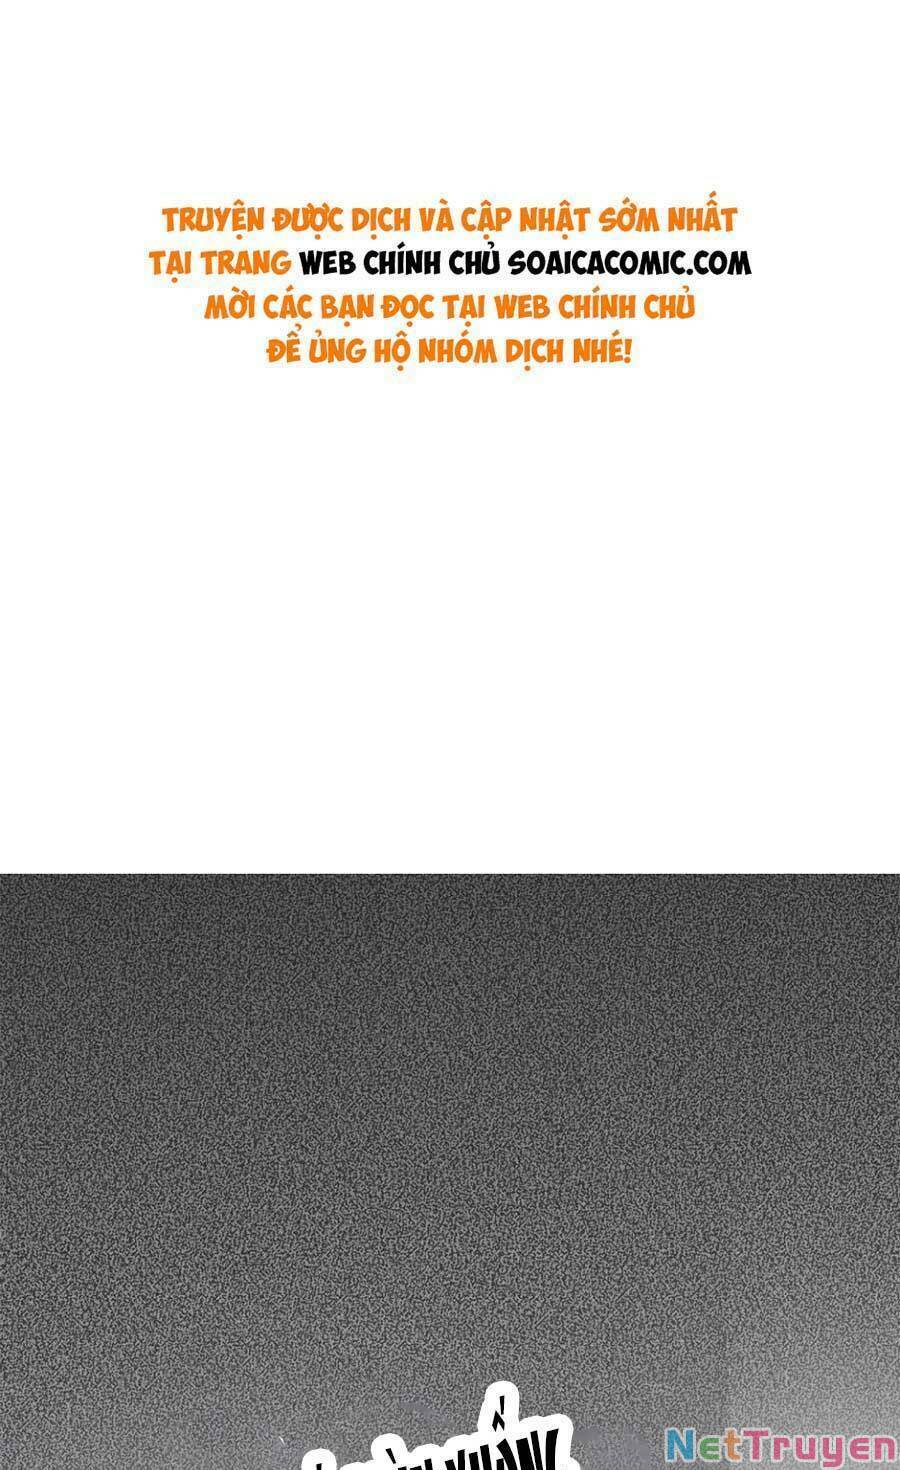 TRUYỆN ĐƯỢC DỊCH VÀ CẬP NHẬT SỚM NHẤT
TẠI TRANG WEB CHÍNH CHỦ SOAICACOMIC.COM
MỜI CÁC BẠN ĐỌC TẠI WEB CHÍNH CHỦ
ĐỂ ỦNG HỘ NHÓM DỊCH NHÉ!
NetTruyen